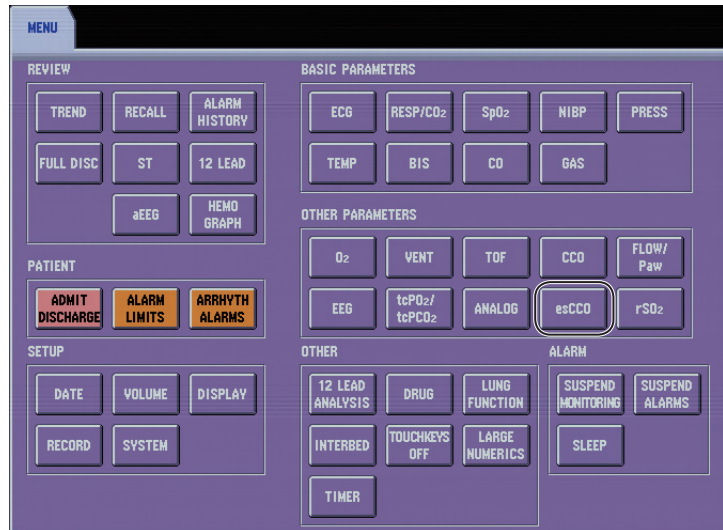 MENU
REVIEW
TREND
RECALL
ALARM
HISTORY
FULL DISC
ST
12 LEAD
aEEG
HEMO
GRAPH
PATIENT
ADMIT
DISCHARGE
ALARM
LIMITS
ARRHYTH
ALARMS
SETUP
DATE
VOLUME
DISPLAY
RECORD
SYSTEM
BASIC PARAMETERS
ECG
RESP/CO₂
SpO₂
NIBP
PRESS
TEMP
BIS
CO
GAS
OTHER PARAMETERS
O₂
VENT
TOF
CCO
FLOW/
Paw
EEG
tcPO₂/
tcPCO₂
ANALOG
esCCO
rSO₂
OTHER
12 LEAD
ANALYSIS
DRUG
LUNG
FUNCTION
INTERBED
TOUCHKEYS
OFF
LARGE
NUMERICS
TIMER
ALARM
SUSPEND
MONITORING
SUSPEND
ALARMS
SLEEP